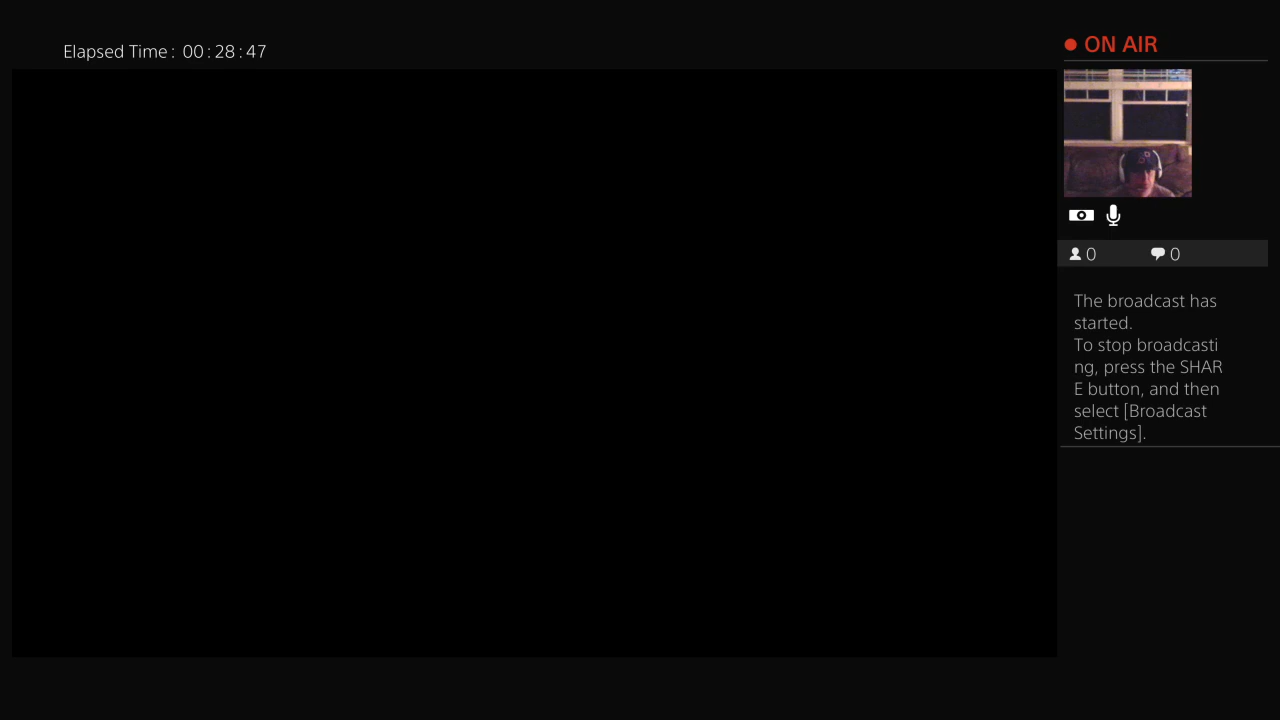 Elapsed Time: 00:28:47
ON AIR
0 0
The broadcast has
started.
To stop broadcasti
ng, press the SHAR
E button, and then
select [Broadcast
Settings].